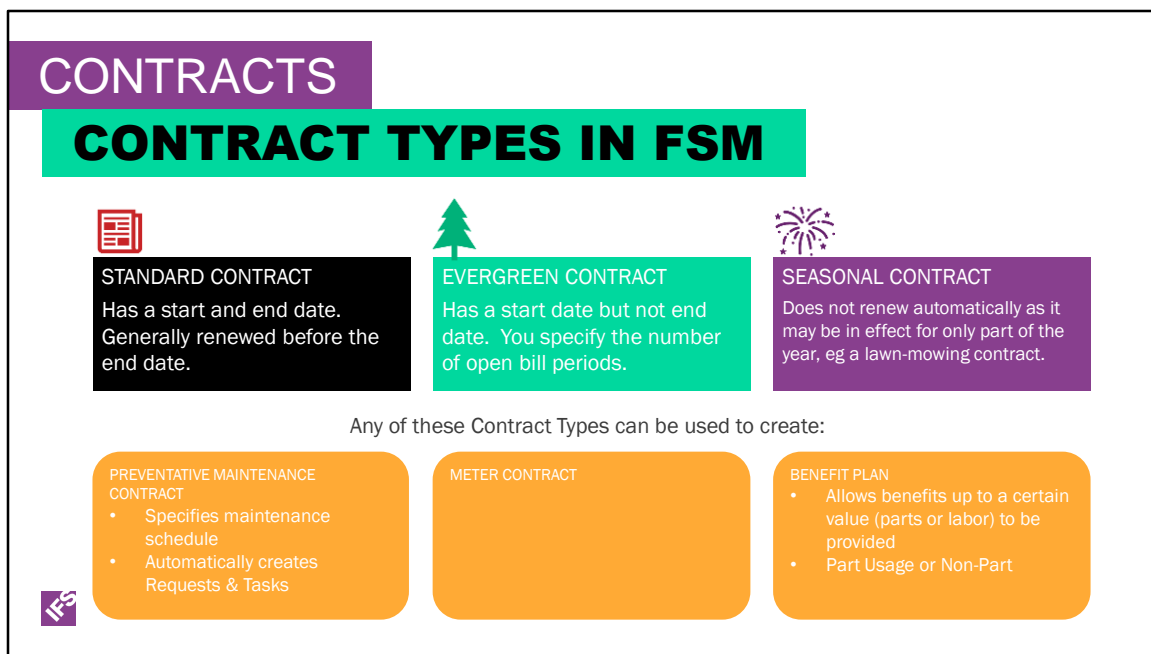 CONTRACTS
CONTRACT TYPES IN FSM
STANDARD CONTRACT
Has a start and end date.
Generally renewed before the
end date.
EVERGREEN CONTRACT
Has a start date but not end
date.  You specify the number
of open bill periods.
SEASONAL CONTRACT
Does not renew automatically as it
may be in effect for only part of the
year, eg a lawn-mowing contract.
Any of these Contract Types can be used to create:
PREVENTATIVE MAINTENANCE
CONTRACT
• Specifies maintenance
schedule
• Automatically creates
Requests & Tasks
METER CONTRACT
BENEFIT PLAN
• Allows benefits up to a certain
value (parts or labor) to be
provided
• Part Usage or Non-Part
IFS